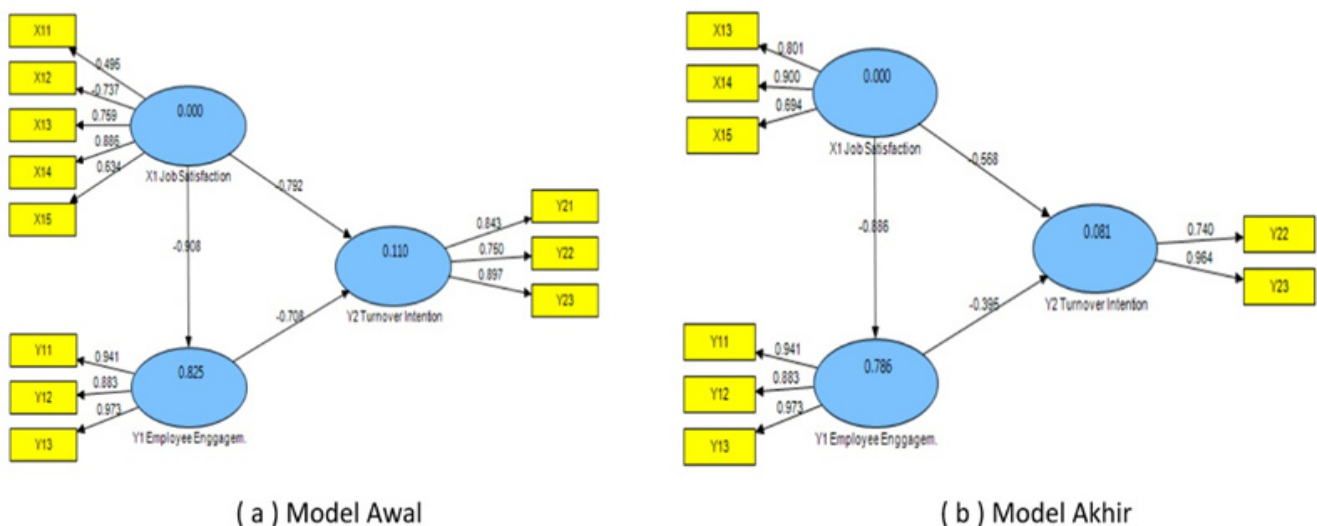 X11
0.495
X12
-0.737
X13
0.759
X14
0.886
X15
0.634
0.000
X1 Job Satisfaction
-0.792
-0.908
0.110
Y2 Turnover Intention
0.843
Y21
0.750
Y22
0.897
Y23
-0.708
Y11
0.941
Y12
0.883
Y13
0.973
0.825
Y1 Employee Enggagem.
( a ) Model Awal
X13
0.801
X14
0.900
X15
0.694
0.000
X1 Job Satisfaction
-0.568
-0.886
0.081
Y2 Turnover Intention
0.740
Y22
0.964
Y23
-0.395
Y11
0.941
Y12
0.883
Y13
0.973
0.786
Y1 Employee Enggagem.
( b ) Model Akhir